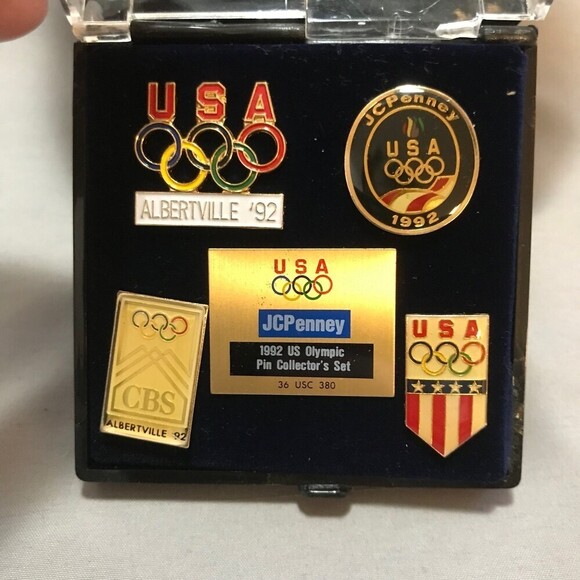 USA
ALBERTVILLE '92
JCPenney
USA
1992
USA
JCPenney
1992 US Olympic
Pin Collector's Set
36 USC 380
CBS
ALBERTVILLE 92
USA